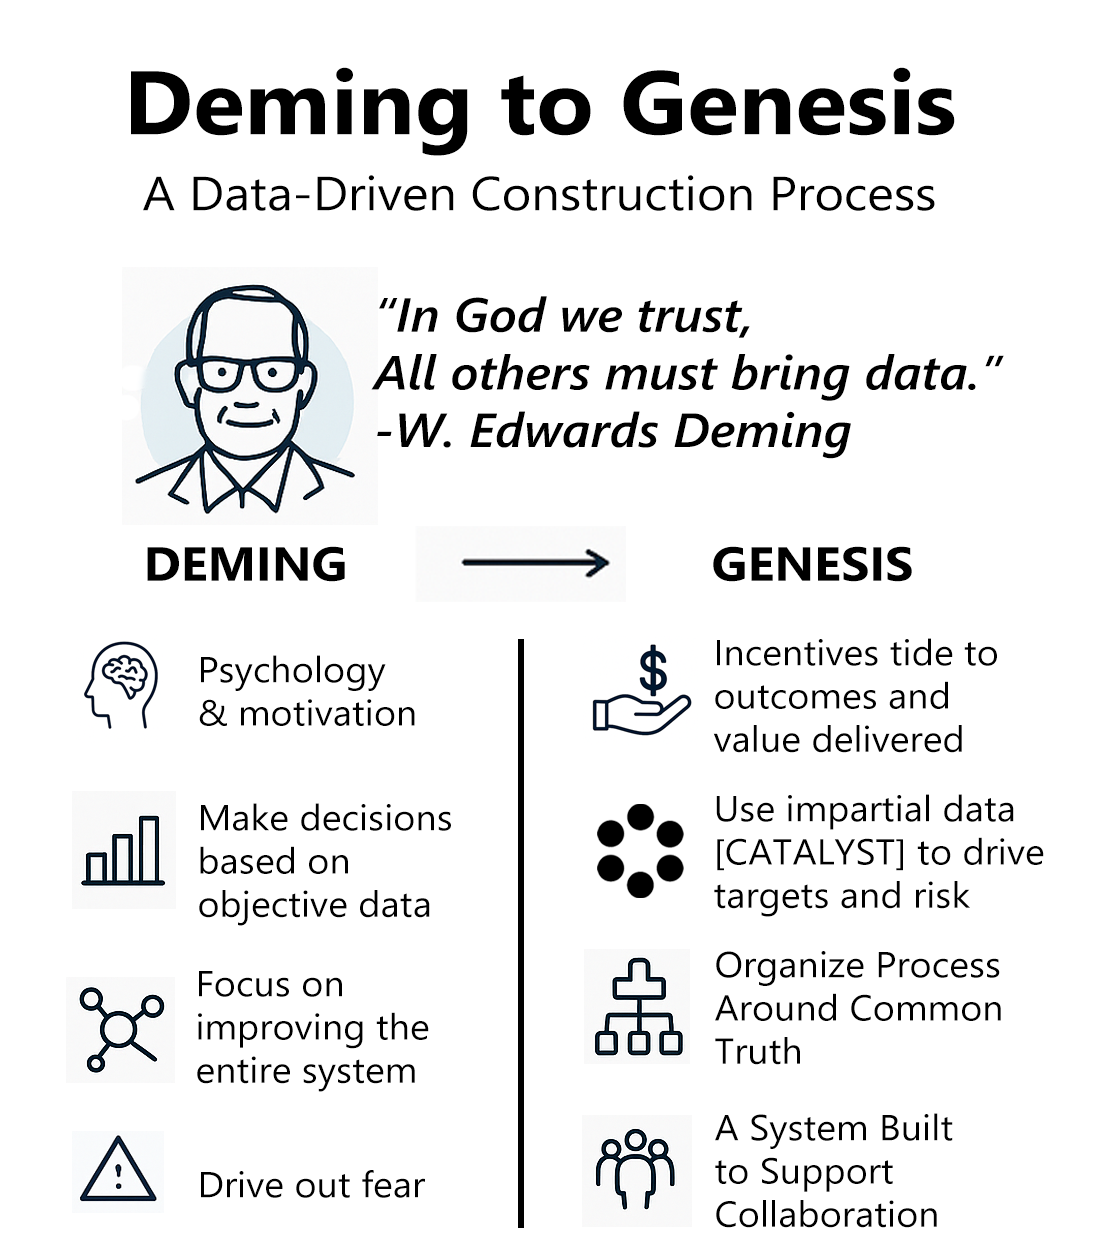 Deming to Genesis
A Data-Driven Construction Process
“In God we trust,
All others must bring data.”
-W. Edwards Deming
DEMING
GENESIS
Psychology
& motivation
Incentives tide to
outcomes and
value delivered
Make decisions
based on
objective data
Use impartial data
[CATALYST] to drive
targets and risk
Focus on
improving the
entire system
Organize Process
Around Common
Truth
Drive out fear
A System Built
to Support
Collaboration